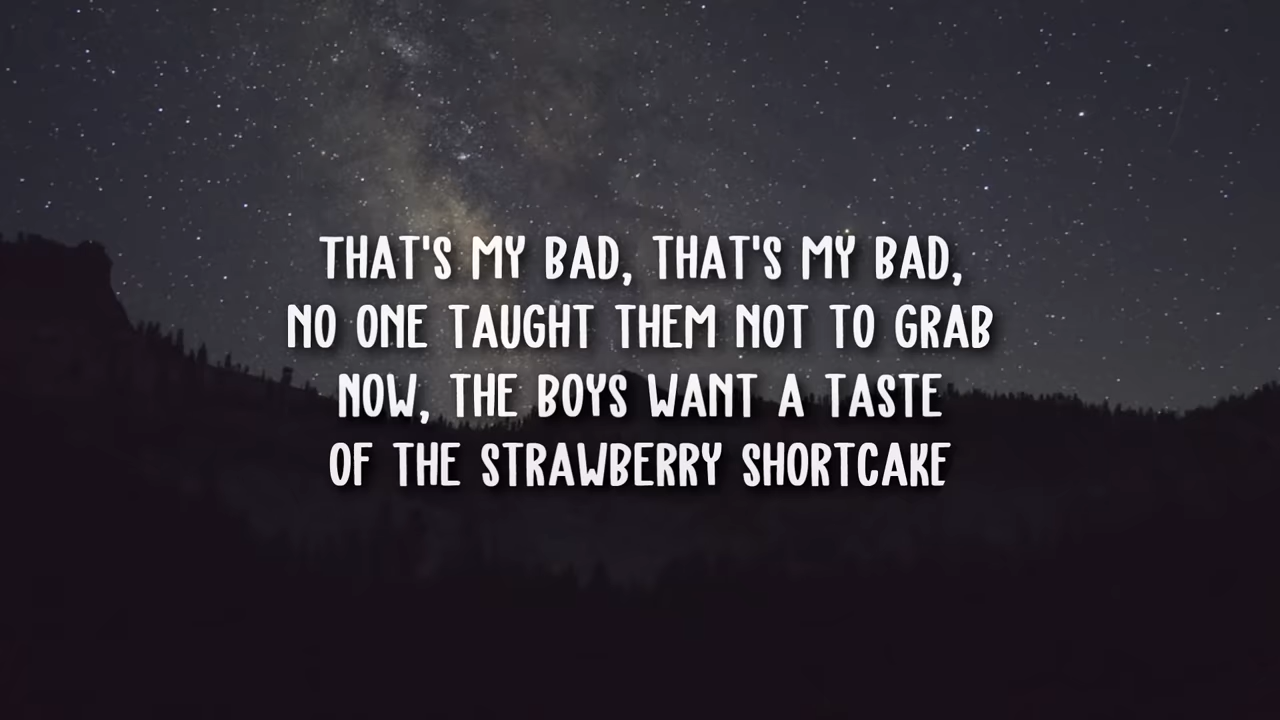 THAT'S MY BAD, THAT'S MY BAD,
NO ONE TAUGHT THEM NOT TO GRAB
NOW, THE BOYS WANT A TASTE
OF THE STRAWBERRY SHORTCAKE